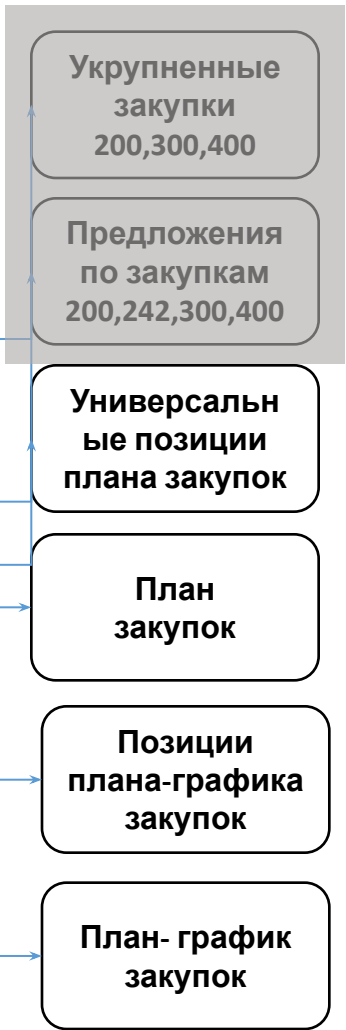 Укрупненные
закупки
200,300,400
Предложения
по закупкам
200,242,300,400
Универсальн
ые позиции
плана закупок
План
закупок
Позиции
плана-графика
закупок
План- график
закупок